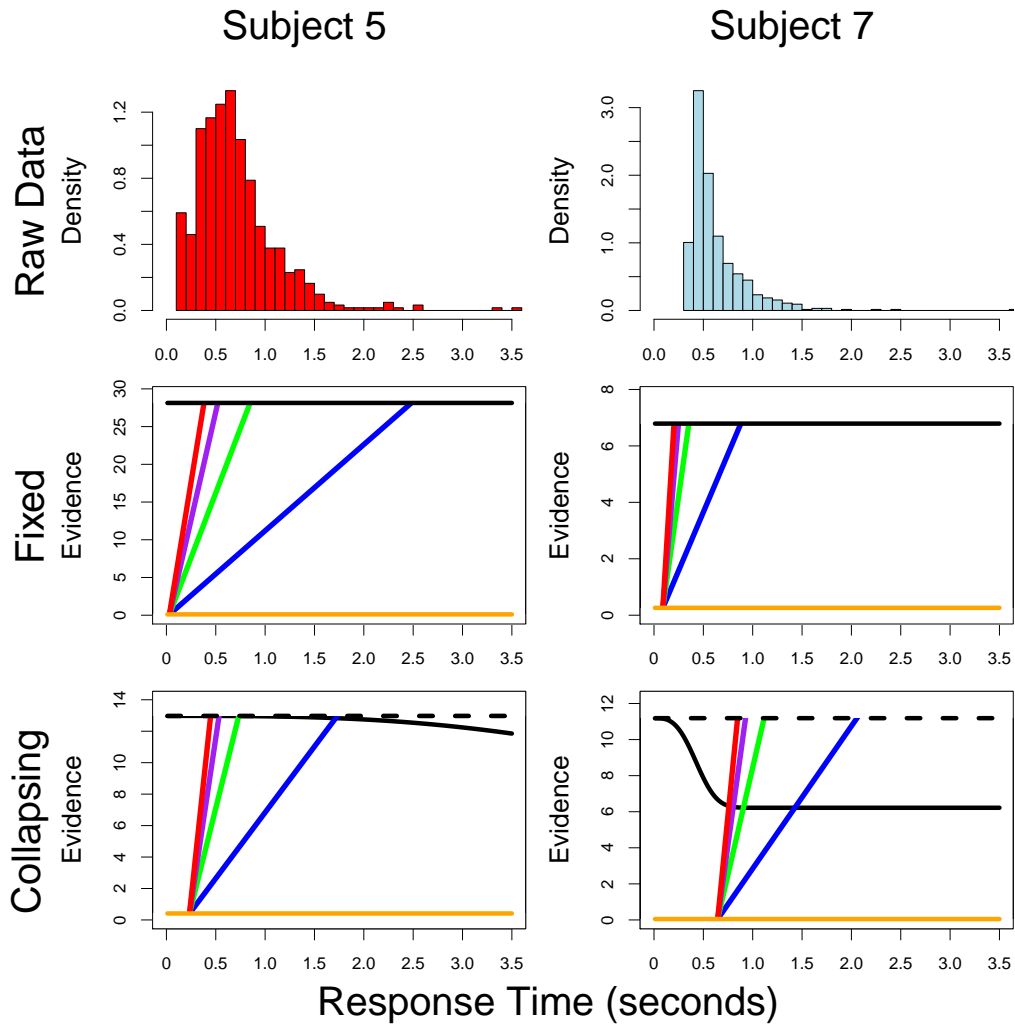 Subject 5
Subject 7
Raw Data
Density
0.0 0.4 0.8 1.2
0.0 0.5 1.0 1.5 2.0 2.5 3.0 3.5
Density
0.0 1.0 2.0 3.0
0.0 0.5 1.0 1.5 2.0 2.5 3.0 3.5
Fixed
Evidence
0 5 10 15 20 25 30
0 0.5 1.0 1.5 2.0 2.5 3.0 3.5
Evidence
0 2 4 6 8
0 0.5 1.0 1.5 2.0 2.5 3.0 3.5
Collapsing
Evidence
0 2 4 6 8 10 12 14
0 0.5 1.0 1.5 2.0 2.5 3.0 3.5
Evidence
0 2 4 6 8 10 12
0 0.5 1.0 1.5 2.0 2.5 3.0 3.5
Response Time (seconds)